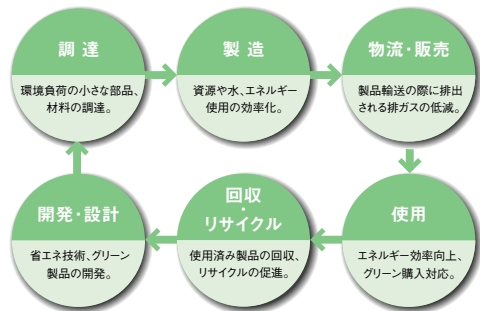 調達
環境負荷の小さな部品、
材料の調達。
製造
資源や水、エネルギー
使用の効率化。
物流・販売
製品輸送の際に排出
される排ガスの低減。
使用
エネルギー効率向上、
グリーン購入対応。
回収
・
リサイクル
使用済み製品の回収、
リサイクルの促進。
開発・設計
省エネ技術、グリーン
製品の開発。